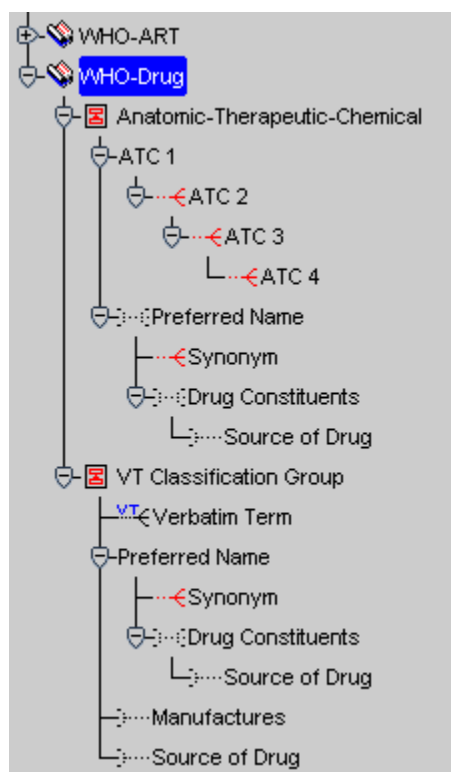 WHO-ART
WHO-Drug
Anatomic-Therapeutic-Chemical
ATC 1
ATC 2
ATC 3
ATC 4
Preferred Name
Synonym
Drug Constituents
Source of Drug
VT Classification Group
VT Verbatim Term
Preferred Name
Synonym
Drug Constituents
Source of Drug
Manufactures
Source of Drug